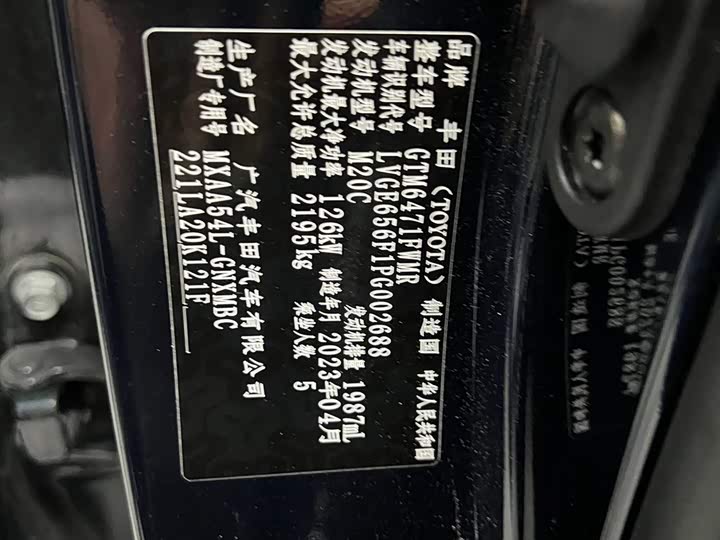 品牌 丰田(TOYOTA) 制造国 中华人民共和国
整车型号 GTM6471FWMR
车辆识别代号 LVGE656F1PG002688
发动机型号 M20C 发动机排量 1987mL
发动机最大净功率 126kW 制造年月 2023年04月
最大允许总质量 2195kg 乘坐人数 5
生产厂名 广汽丰田汽车有限公司
制造厂专用号 MXAA54L-GNXMBC
221LA20K121F